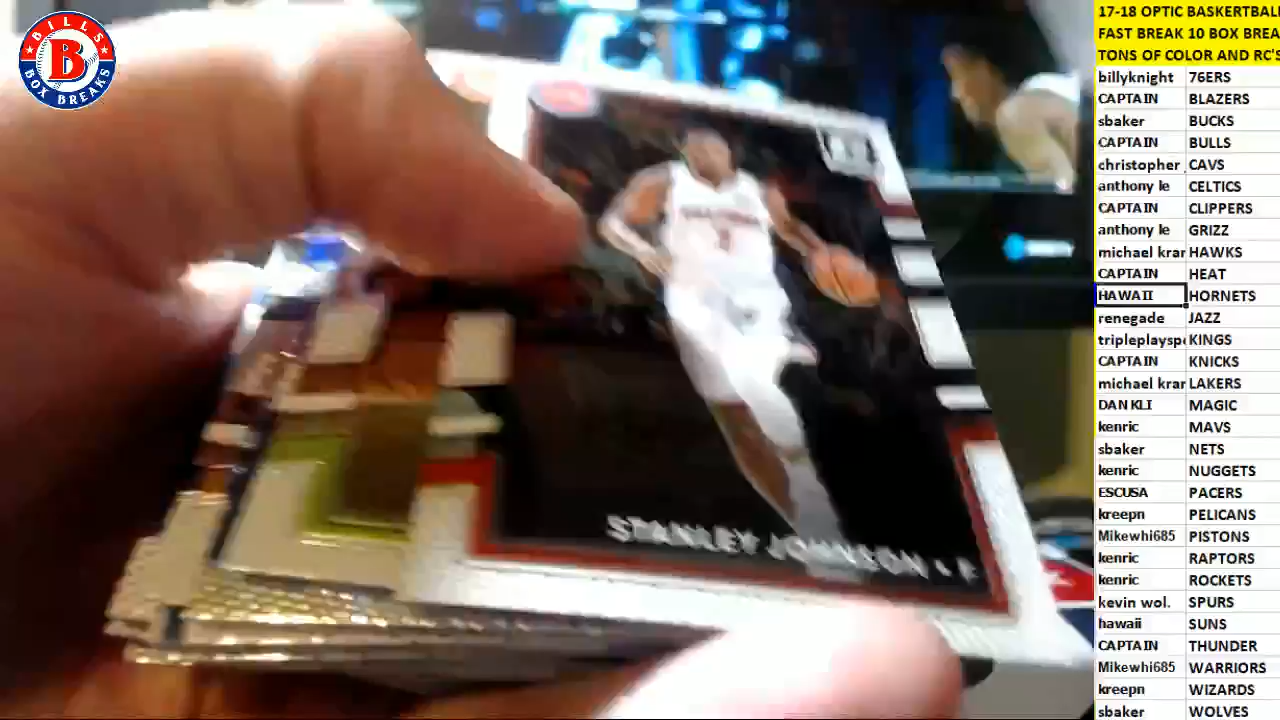 BILLS
B
BOX BREAKS
STANLEY JOHNSON • F
17-18 OPTIC BASKERTBALL
FAST BREAK 10 BOX BREA
TONS OF COLOR AND RC'S
billyknight 76ERS
CAPTAIN BLAZERS
sbaker BUCKS
CAPTAIN BULLS
christopher CAVS
anthony le CELTICS
CAPTAIN CLIPPERS
anthony le GRIZZ
michael krar HAWKS
CAPTAIN HEAT
HAWAII HORNETS
renegade JAZZ
tripleplayspo KINGS
CAPTAIN KNICKS
michael krar LAKERS
DAN KLI MAGIC
kenric MAVS
sbaker NETS
kenric NUGGETS
ESCUSA PACERS
kreepn PELICANS
Mikewhi685 PISTONS
kenric RAPTORS
kenric ROCKETS
kevin wol. SPURS
hawaii SUNS
CAPTAIN THUNDER
Mikewhi685 WARRIORS
kreepn WIZARDS
sbaker WOLVES